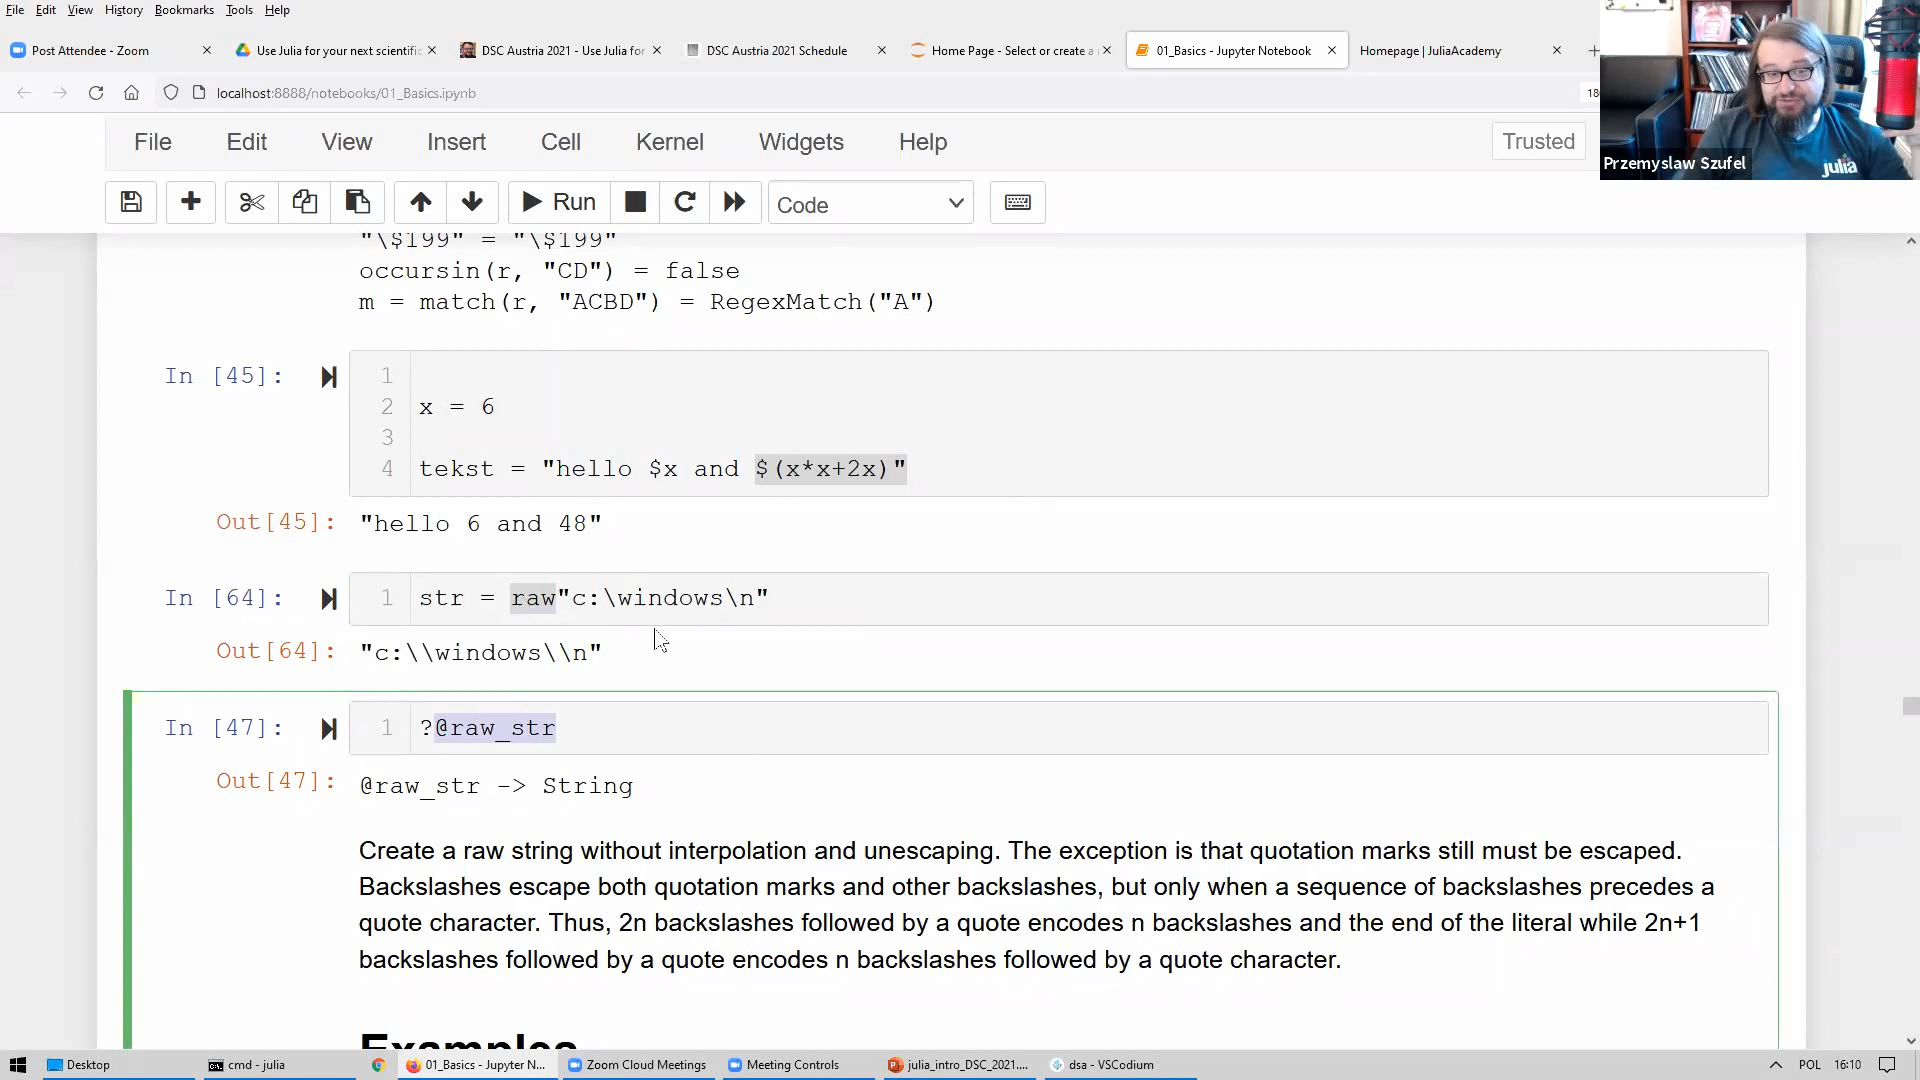 File Edit View History Bookmarks Tools Help
Post Attendee - Zoom
Use Julia for your next scientific
DSC Austria 2021 - Use Julia for
DSC Austria 2021 Schedule
Home Page - Select or create a
01_Basics - Jupyter Notebook
Homepage | JuliaAcademy
localhost:8888/notebooks/01_Basics.ipynb
File Edit View Insert Cell Kernel Widgets Help
Trusted
julia
Przemyslaw Szufel
Run
Code
"\$199" = "\$199"
occursin(r, "CD") = false
m = match(r, "ACBD") = RegexMatch("A")
In [45]:
1
2 x = 6
3
4 tekst = "hello $x and $(x*x+2x)"
Out[45]: "hello 6 and 48"
In [64]: 1 str = raw"c:\windows\n"
Out[64]: "c:\\windows\\n"
In [47]: 1 ?@raw_str
Out[47]: @raw_str -> String
Create a raw string without interpolation and unescaping. The exception is that quotation marks still must be escaped.
Backslashes escape both quotation marks and other backslashes, but only when a sequence of backslashes precedes a
quote character. Thus, 2n backslashes followed by a quote encodes n backslashes and the end of the literal while 2n+1
backslashes followed by a quote encodes n backslashes followed by a quote character.
Examples
Desktop
cmd - julia
01_Basics - Jupyter N...
Zoom Cloud Meetings
Meeting Controls
julia_intro_DSC_2021....
dsa - VSCodium
POL
16:10